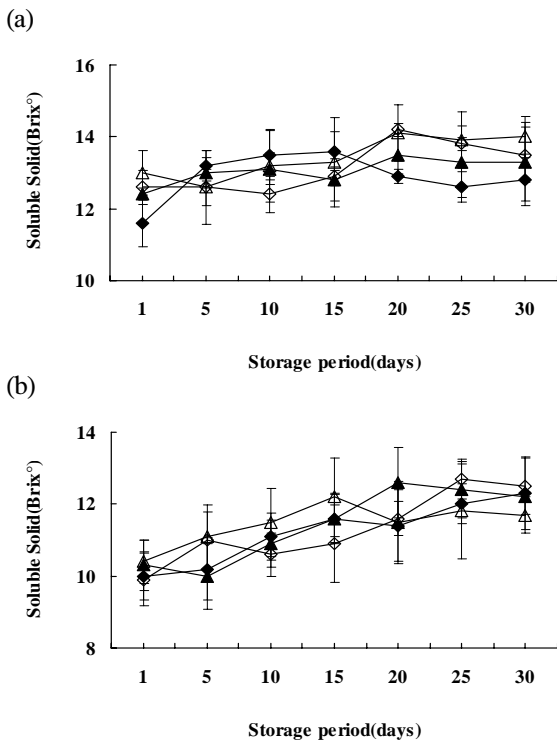 (a)
Soluble Solid(Brix°)
16
14
12
10
1 5 10 15 20 25 30
Storage period(days)
(b)
Soluble Solid(Brix°)
14
12
10
8
1 5 10 15 20 25 30
Storage period(days)